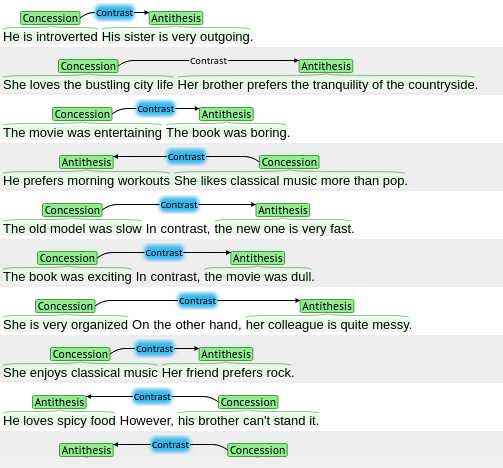 Concession Contrast Antithesis
He is introverted His sister is very outgoing.
Concession Contrast Antithesis
She loves the bustling city life Her brother prefers the tranquility of the countryside.
Concession Contrast Antithesis
The movie was entertaining The book was boring.
Antithesis Contrast Concession
He prefers morning workouts She likes classical music more than pop.
Concession Contrast Antithesis
The old model was slow In contrast, the new one is very fast.
Concession Contrast Antithesis
The book was exciting In contrast, the movie was dull.
Concession Contrast Antithesis
She is very organized On the other hand, her colleague is quite messy.
Concession Contrast Antithesis
She enjoys classical music Her friend prefers rock.
Antithesis Contrast Concession
He loves spicy food However, his brother can't stand it.
Antithesis Contrast Concession